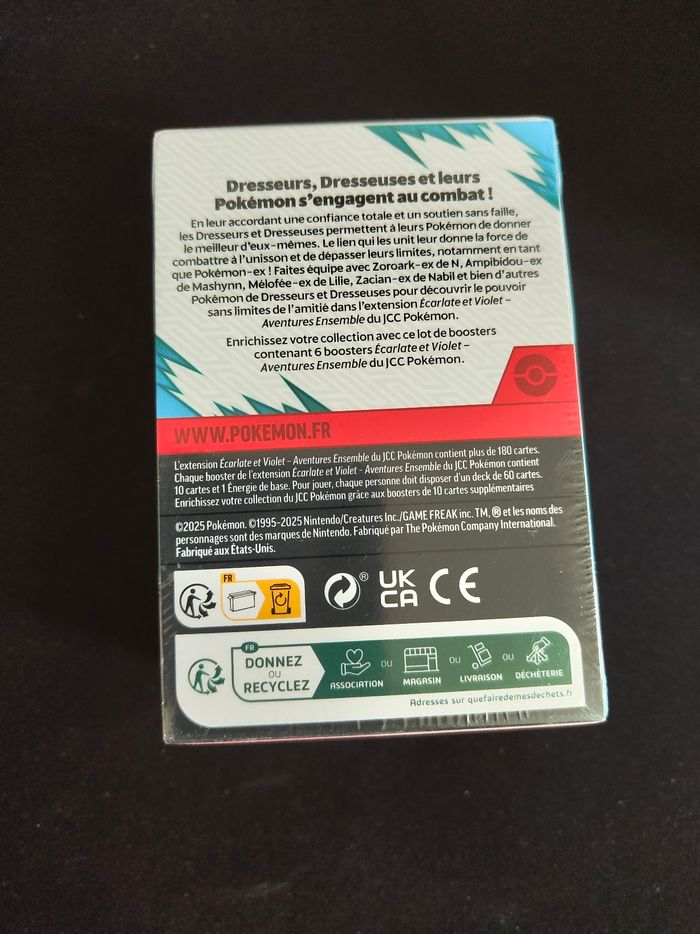 Dresseurs, Dresseuses et leurs
Pokémon s'engagent au combat !
En leur accordant une confiance totale et un soutien sans faille,
les Dresseurs et Dresseuses permettent à leurs Pokémon de donner
le meilleur d'eux-mêmes. Le lien qui les unit leur donne la force de
combattre à l'unisson et de dépasser leurs limites, notamment en tant
que Pokémon-ex ! Faites équipe avec Zoroark-ex de N, Ampibidou-ex
de Mashynn, Mélofée-ex de Lilie, Zacian-ex de Nabil et bien d'autres
Pokémon de Dresseurs et Dresseuses pour découvrir le pouvoir
sans limites de l'amitié dans l'extension Écarlate et Violet –
Aventures Ensemble du JCC Pokémon.
Enrichissez votre collection avec ce lot de boosters
contenant 6 boosters Écarlate et Violet –
Aventures Ensemble du JCC Pokémon.
WWW.POKEMON.FR
L'extension Écarlate et Violet – Aventures Ensemble du JCC Pokémon contient plus de 180 cartes.
Chaque booster de l'extension Écarlate et Violet – Aventures Ensemble du JCC Pokémon contient
10 cartes et 1 Énergie de base. Pour jouer, chaque personne doit disposer d'un deck de 60 cartes.
Enrichissez votre collection du JCC Pokémon grâce aux boosters de 10 cartes supplémentaires
©2025 Pokémon. ©1995-2025 Nintendo/Creatures Inc./GAME FREAK inc. TM, ® et les noms des
personnages sont des marques de Nintendo. Fabriqué par The Pokémon Company International.
Fabriqué aux États-Unis.
FR
® UK CA CE
FR
DONNEZ
OU
RECYCLEZ
ASSOCIATION OU MAGASIN OU LIVRAISON OU DÉCHÈTERIE
Adresses sur quefairedemesdechets.fr